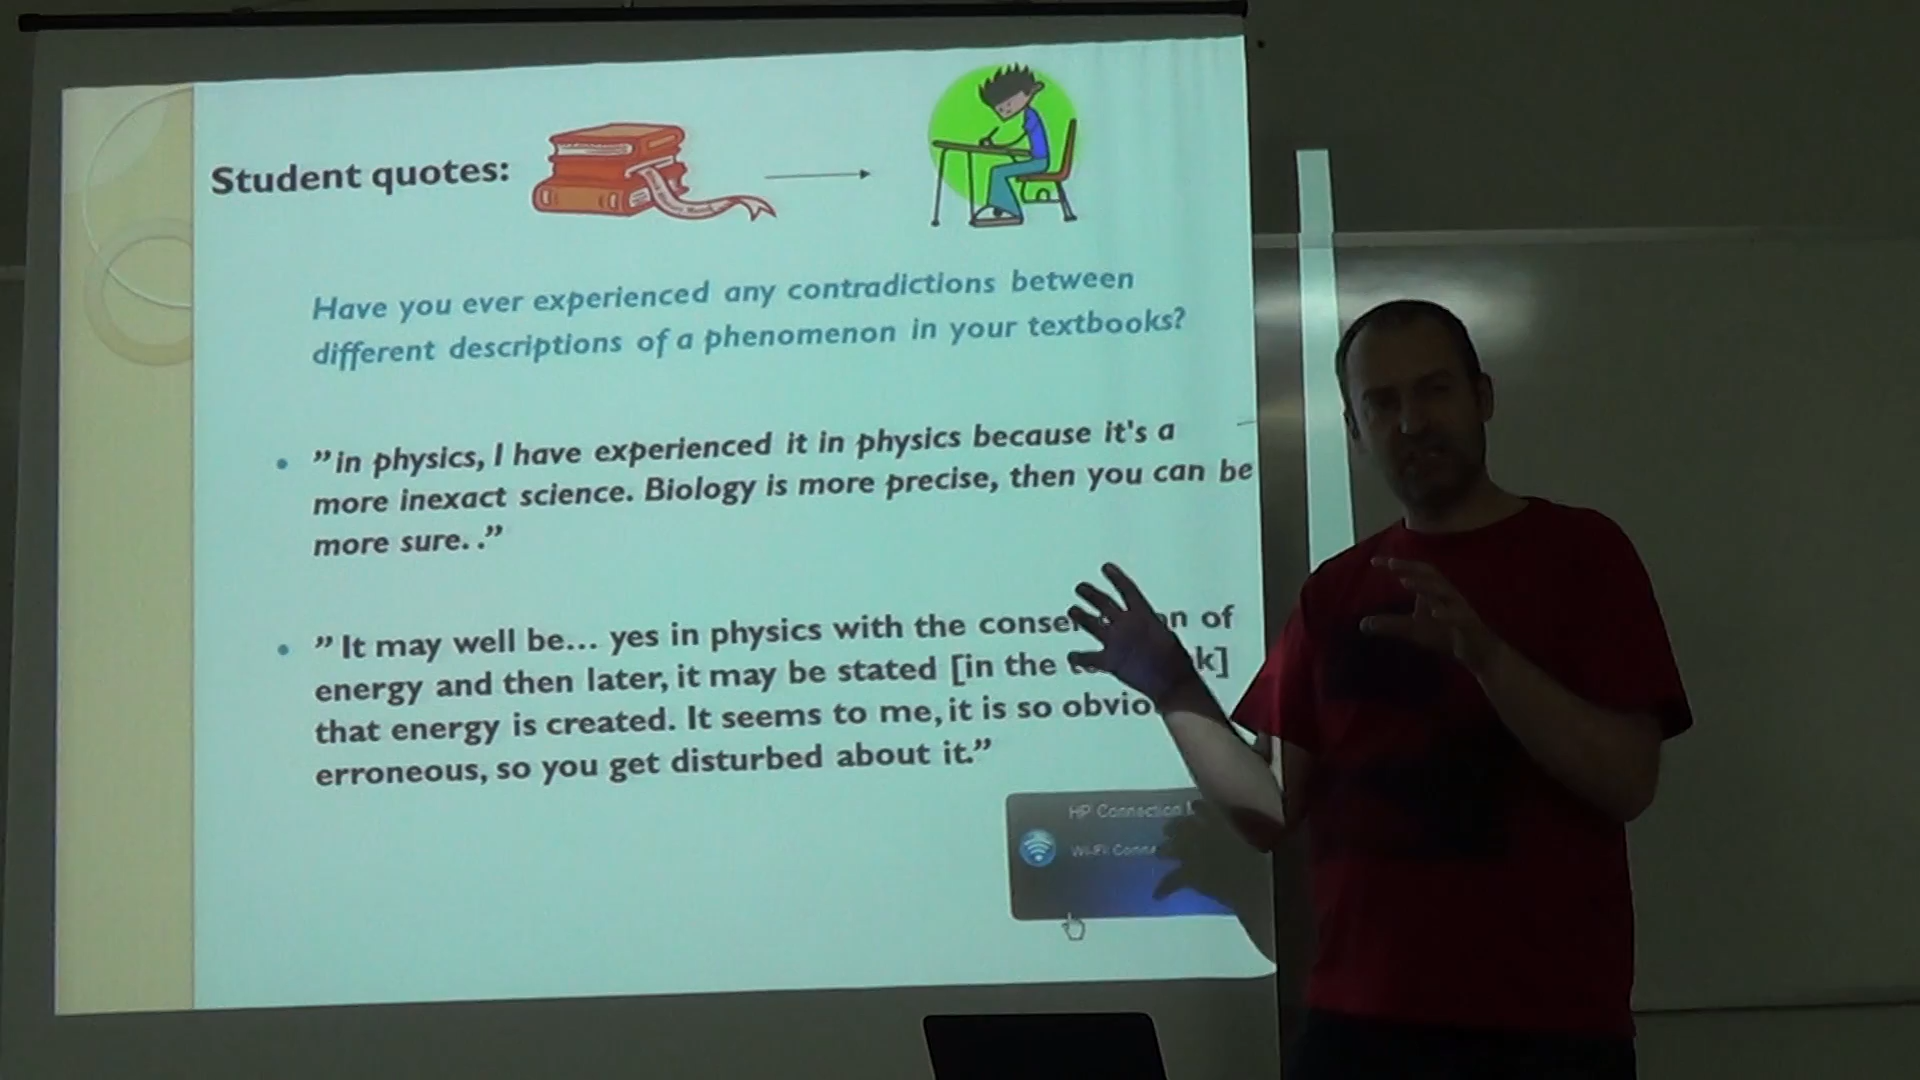 Student quotes:
Have you ever experienced any contradictions between
different descriptions of a phenomenon in your textbooks?
”in physics, I have experienced it in physics because it's a
more inexact science. Biology is more precise, then you can be
more sure. .”
” It may well be... yes in physics with the of
energy and then later, it may be stated [in the
that energy is created. It seems to me, it is so
erroneous, so you get disturbed about it.”
HP Connection
Wi-Fi